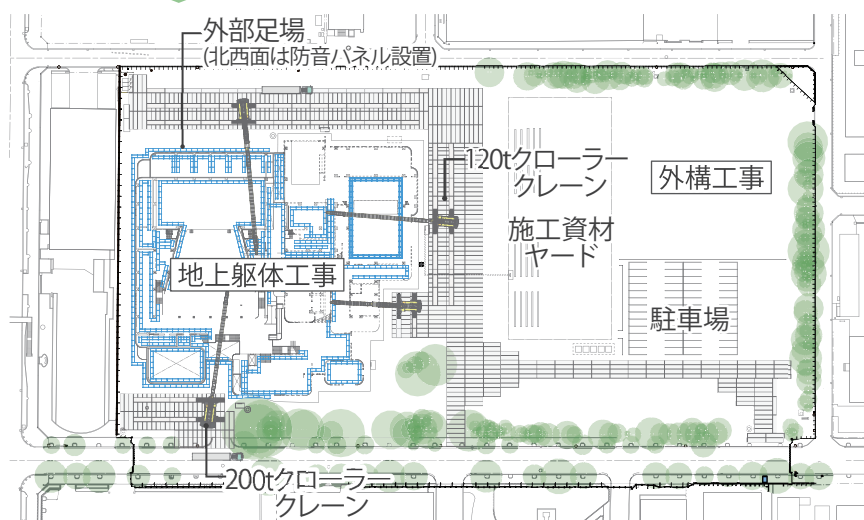 外部足場
(北西面は防音パネル設置)
120tクローラー
クレーン
外構工事
施工資材
ヤード
地上躯体工事
駐車場
200tクローラー
クレーン